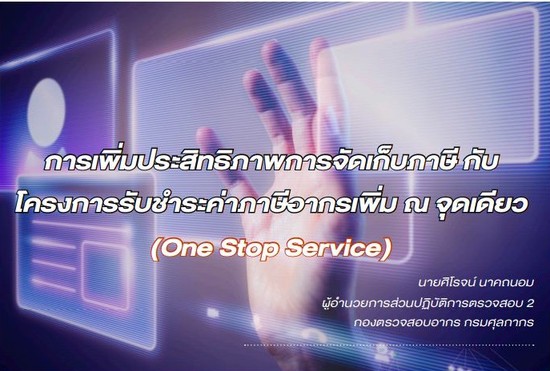 การเพิ่มประสิทธิภาพการจัดเก็บภาษี กับ
โครงการรับชำระค่าภาษีอากรเพิ่ม ณ จุดเดียว
(One Stop Service)
นายศิโรจน์ นาคถนอม
ผู้อำนวยการส่วนปฏิบัติการตรวจสอบ 2
กองตรวจสอบอากร กรมศุลกากร